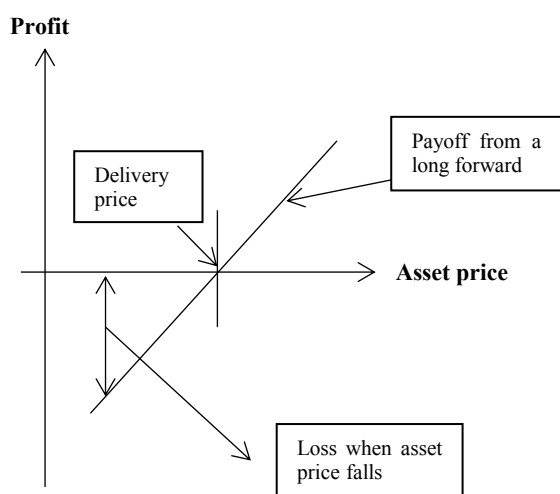 Profit
Payoff from a
long forward
Delivery
price
Asset price
Loss when asset
price falls